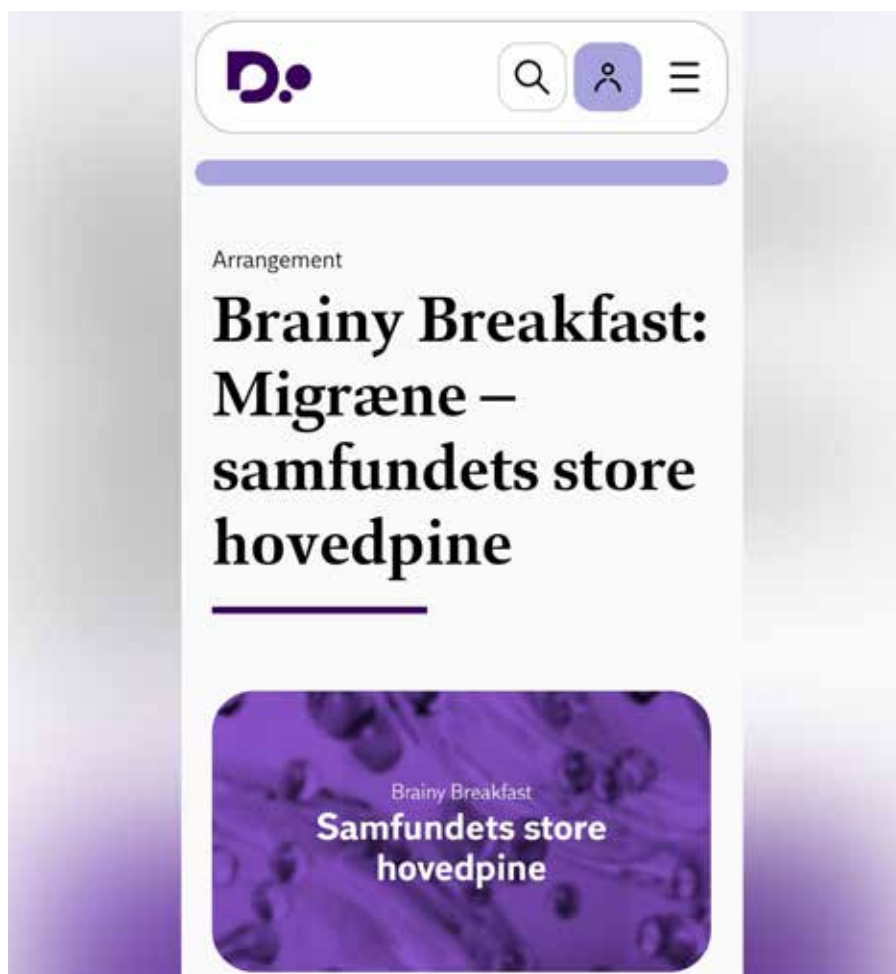 D
Arrangement
Brainy Breakfast:
Migræne –
samfundets store
hovedpine
Brainy Breakfast
Samfundets store
hovedpine